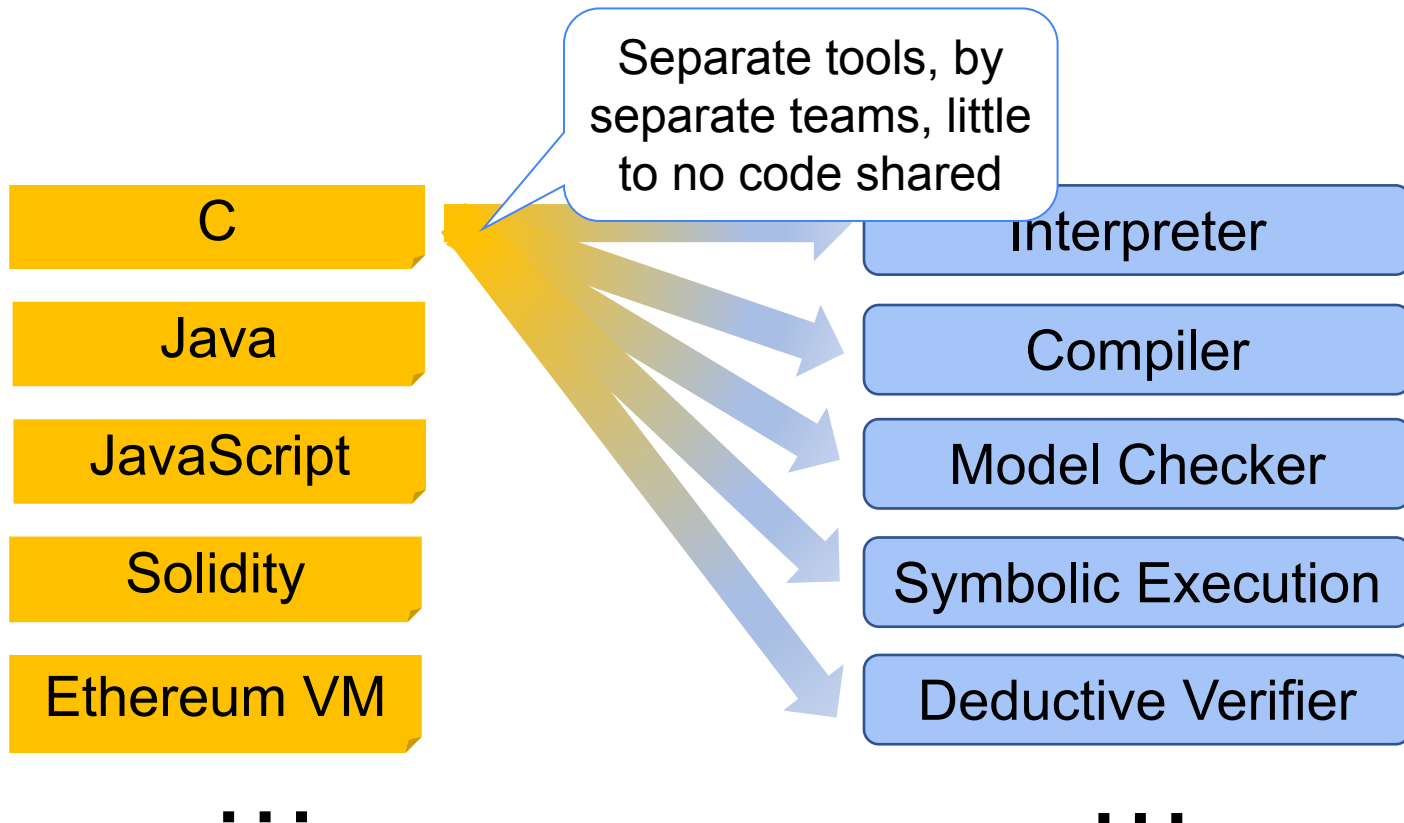 Separate tools, by
separate teams, little
to no code shared
C
Java
JavaScript
Solidity
Ethereum VM
...
Interpreter
Compiler
Model Checker
Symbolic Execution
Deductive Verifier
...